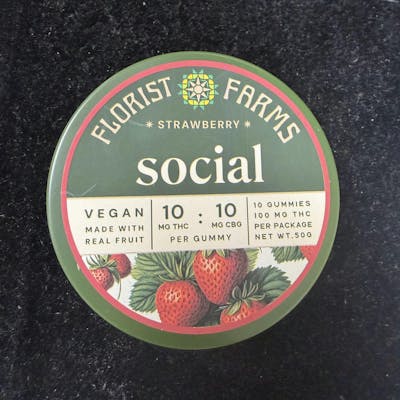 FLORIST FARMS
* STRAWBERRY *
social
VEGAN
MADE WITH
REAL FRUIT
10 : 10
MG THC MG CBG
PER GUMMY
10 GUMMIES
100 MG THC
PER PACKAGE
NET WT. 50G